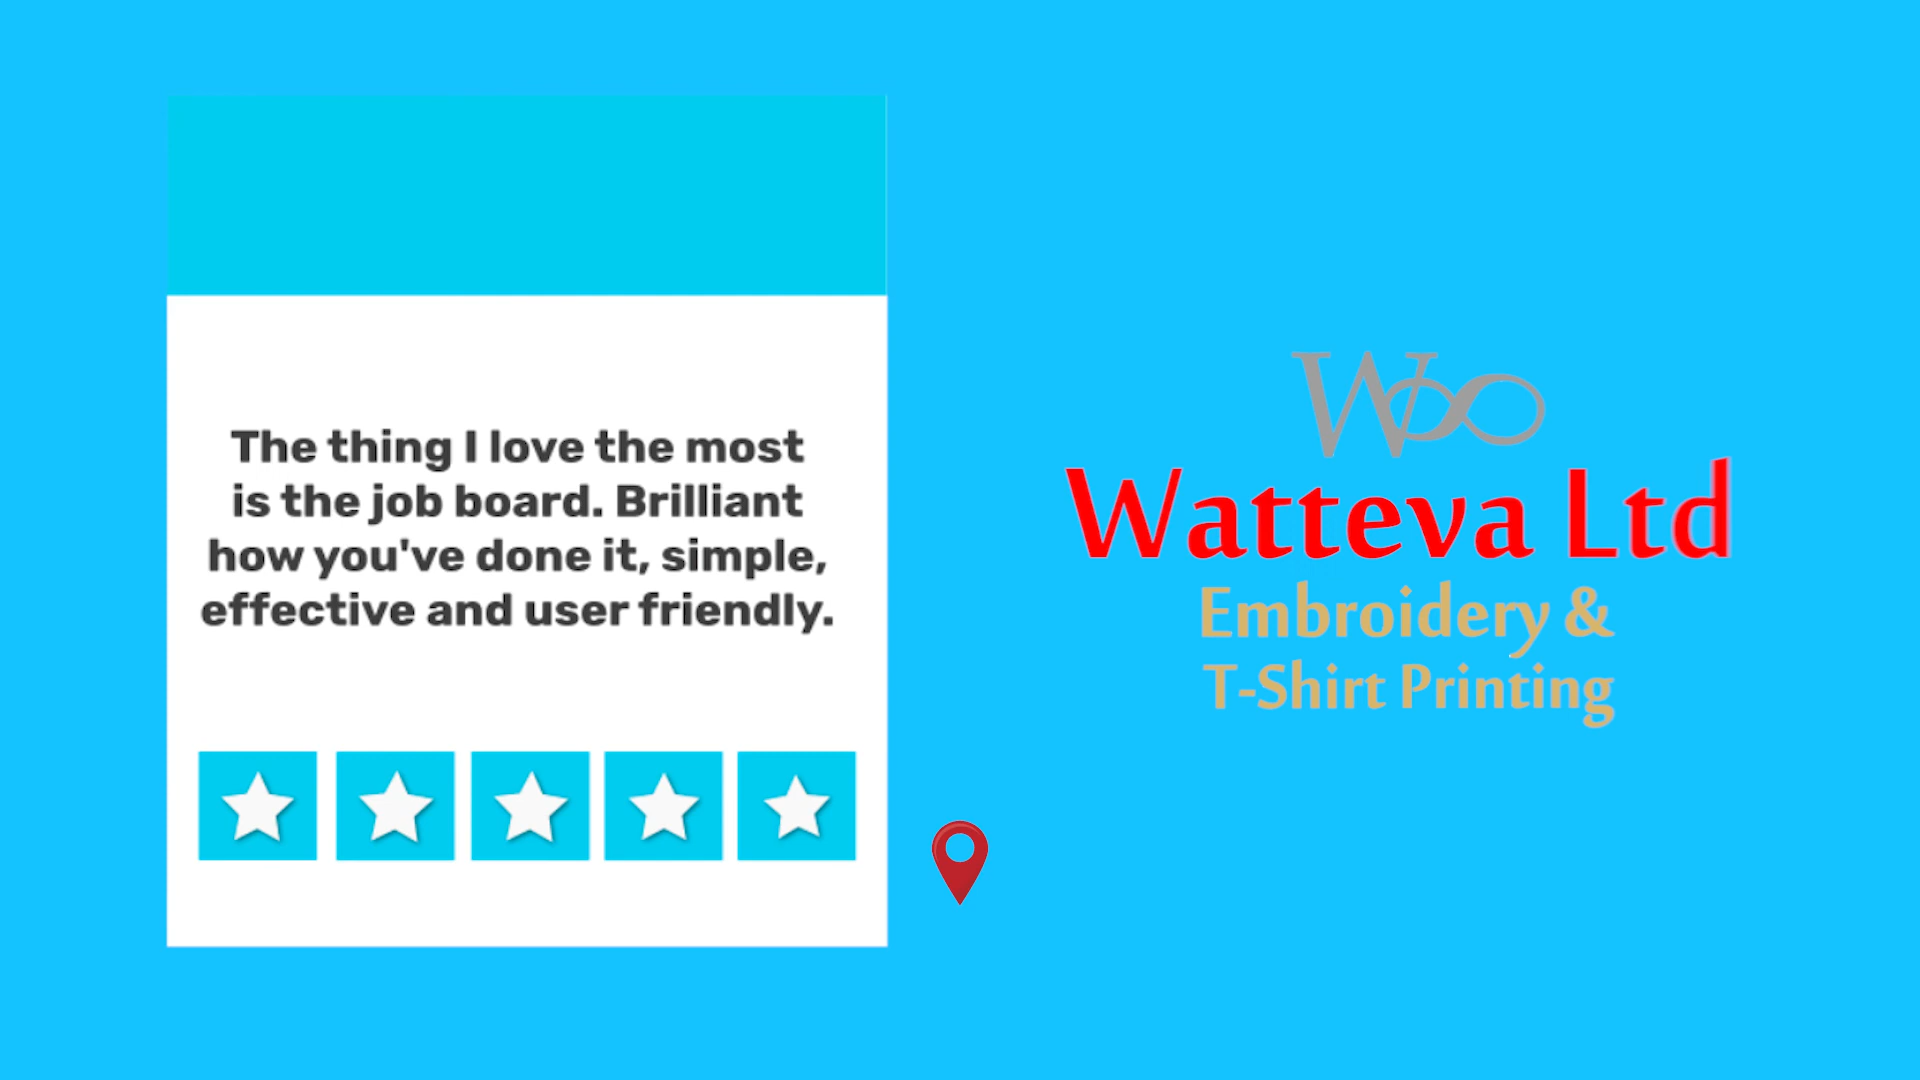 The thing I love the most
is the job board. Brilliant
how you've done it, simple,
effective and user friendly.
Watteva Ltd
Embroidery &
T-Shirt Printing